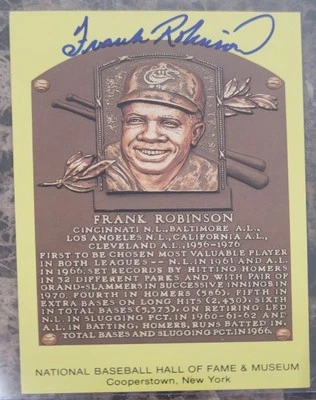 Frank Robinson
FRANK ROBINSON
CINCINNATI N.L., BALTIMORE A.L.,
LOS ANGELES N.L., CALIFORNIA A.L.,
CLEVELAND A.L., 1956-1976
FIRST TO BE CHOSEN MOST VALUABLE PLAYER
IN BOTH LEAGUES -- N.L. IN 1961 AND A.L.
IN 1966. SET RECORDS BY HITTING HOMERS
IN 32 DIFFERENT PARKS AND WITH PAIR OF
GRAND-SLAMMERS IN SUCCESSIVE INNINGS IN
1970. FOURTH IN HOMERS (586), FIFTH IN
EXTRA BASES ON LONG HITS (2,430), SIXTH
IN TOTAL BASES (5,373), ON RETIRING. LED
N.L. IN SLUGGING PCT. IN 1960-61-62 AND
A.L. IN BATTING, HOMERS, RUNS BATTED IN,
TOTAL BASES AND SLUGGING PCT. IN 1966.
NATIONAL BASEBALL HALL OF FAME & MUSEUM
Cooperstown, New York